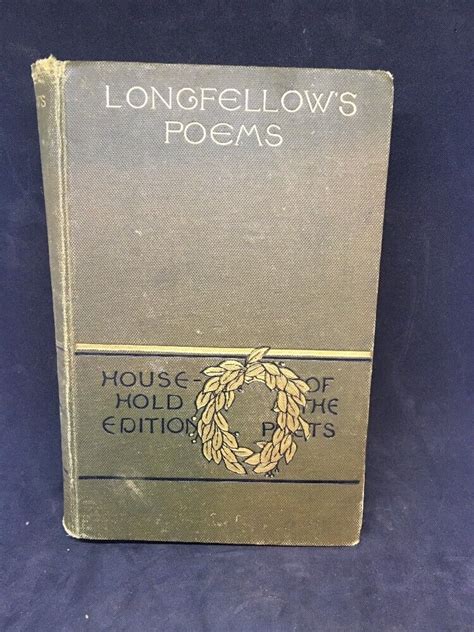 LONGFELLOW'S
POEMS
HOUSE-
HOLD
EDITION
OF
THE
POETS